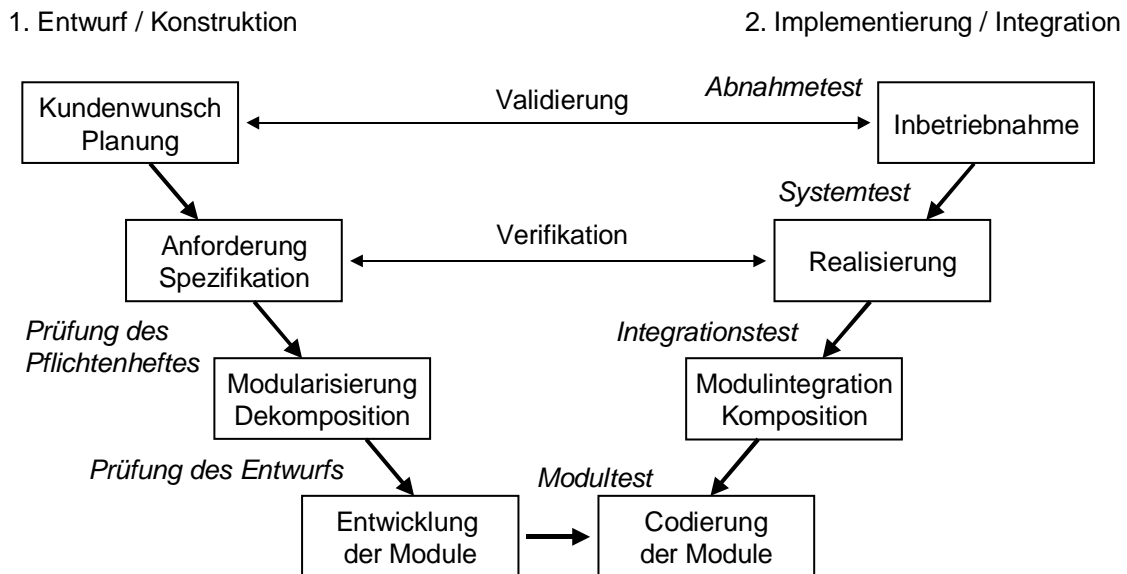 1. Entwurf / Konstruktion
2. Implementierung / Integration
Kundenwunsch
Planung
Validierung
Abnahmetest
Inbetriebnahme
Systemtest
Anforderung
Spezifikation
Verifikation
Realisierung
Prüfung des
Pflichtenheftes
Integrationstest
Modularisierung
Dekomposition
Modulintegration
Komposition
Prüfung des Entwurfs
Modultest
Entwicklung
der Module
Codierung
der Module